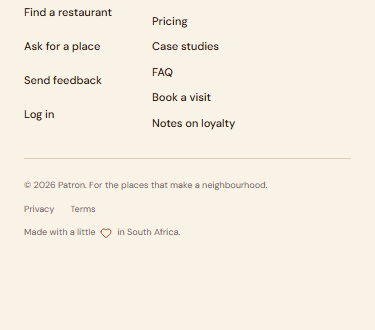 Find a restaurant
Ask for a place
Send feedback
Log in
Pricing
Case studies
FAQ
Book a visit
Notes on loyalty
© 2026 Patron. For the places that make a neighbourhood.
Privacy Terms
Made with a little in South Africa.